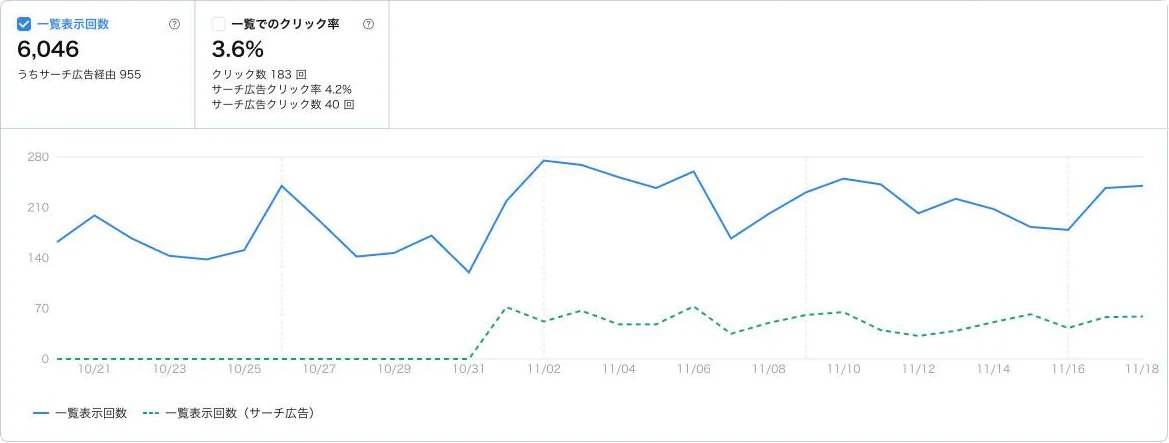 一覧表示回数
6,046
うちサーチ広告経由 955
一覧でのクリック率
3.6%
クリック数 183 回
サーチ広告クリック率 4.2%
サーチ広告クリック数 40 回
280
210
140
70
0
10/21 10/23 10/25 10/27 10/29 10/31 11/02 11/04 11/06 11/08 11/10 11/12 11/14 11/16 11/18
一覧表示回数 一覧表示回数（サーチ広告）